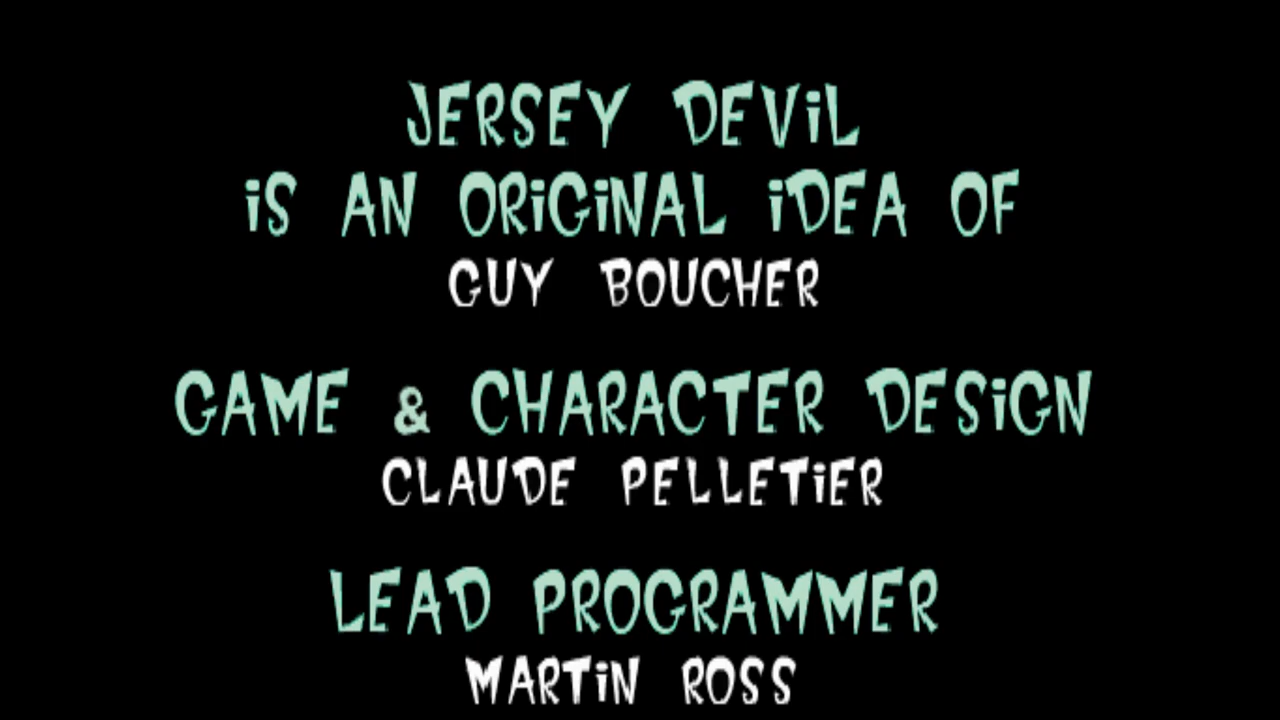 JERSEY DEViL
iS AN ORiGiNAL iDEA OF
GUY BOUCHER
GAME & CHARACTER DESiGN
CLAUDE PELLETiER
LEAD PROGRAMMER
MARTiN ROSS